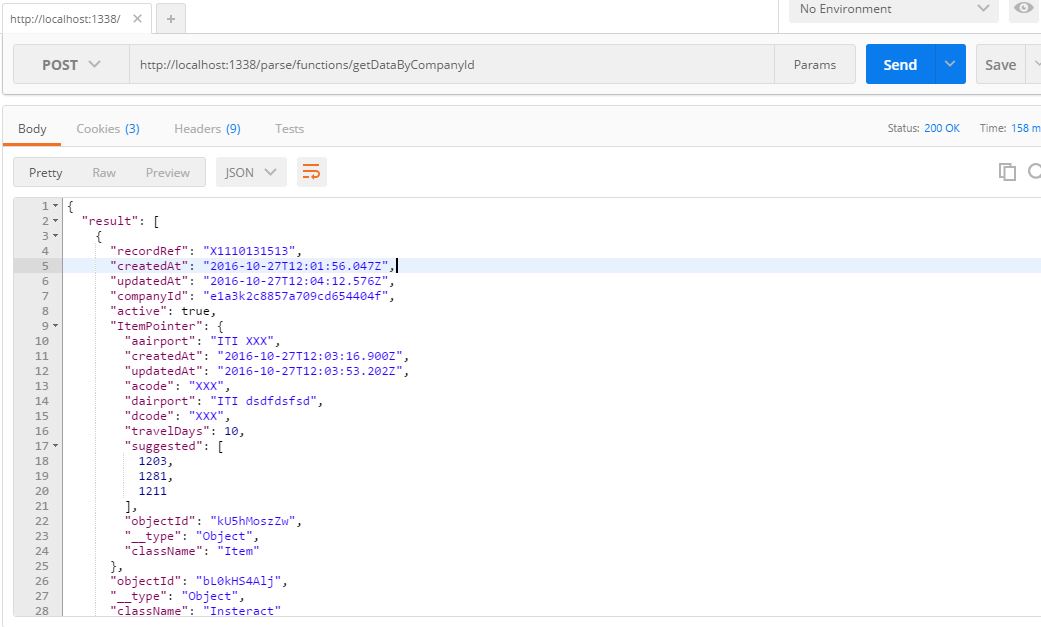 http://localhost:1338/ × +
No Environment
POST http://localhost:1338/parse/functions/getDataByCompanyId Params Send Save
Body Cookies (3) Headers (9) Tests Status: 200 OK Time: 158 m
Pretty Raw Preview JSON
1 {
2 "result": [
3 {
4 "recordRef": "X1110131513",
5 "createdAt": "2016-10-27T12:01:56.047Z",
6 "updatedAt": "2016-10-27T12:04:12.576Z",
7 "companyId": "e1a3k2c8857a709cd654404f",
8 "active": true,
9 "ItemPointer": {
10 "aairport": "ITI XXX",
11 "createdAt": "2016-10-27T12:03:16.900Z",
12 "updatedAt": "2016-10-27T12:03:53.202Z",
13 "acode": "XXX",
14 "dairport": "ITI dsdfdsfsd",
15 "dcode": "XXX",
16 "travelDays": 10,
17 "suggested": [
18 1203,
19 1281,
20 1211
21 ],
22 "objectId": "kU5hMoszZw",
23 "__type": "Object",
24 "className": "Item"
25 },
26 "objectId": "bL0kHS4Alj",
27 "__type": "Object",
28 "className": "Insteract"